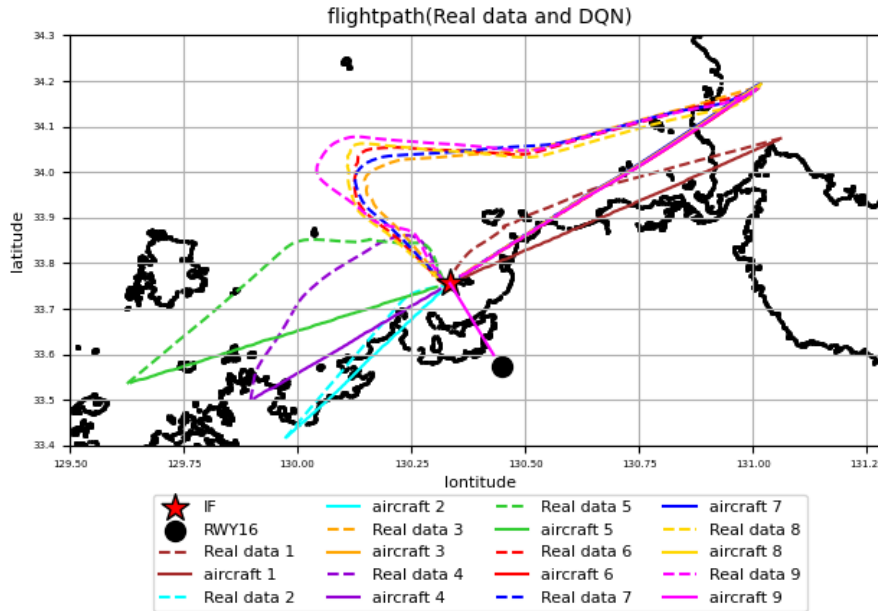 flightpath(Real data and DQN)
34.3
34.2
34.1
34.0
33.9
33.8
33.7
33.6
33.5
33.4
latitude
129.50 129.75 130.00 130.25 130.50 130.75 131.00 131.25
lontitude
IF aircraft 2 Real data 5 aircraft 7
RWY16 Real data 3 aircraft 5 Real data 8
Real data 1 aircraft 3 Real data 6 aircraft 8
aircraft 1 Real data 4 aircraft 6 Real data 9
Real data 2 aircraft 4 Real data 7 aircraft 9